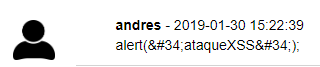 andres - 2019-01-30 15:22:39
alert(&#34;ataqueXSS&#34;);